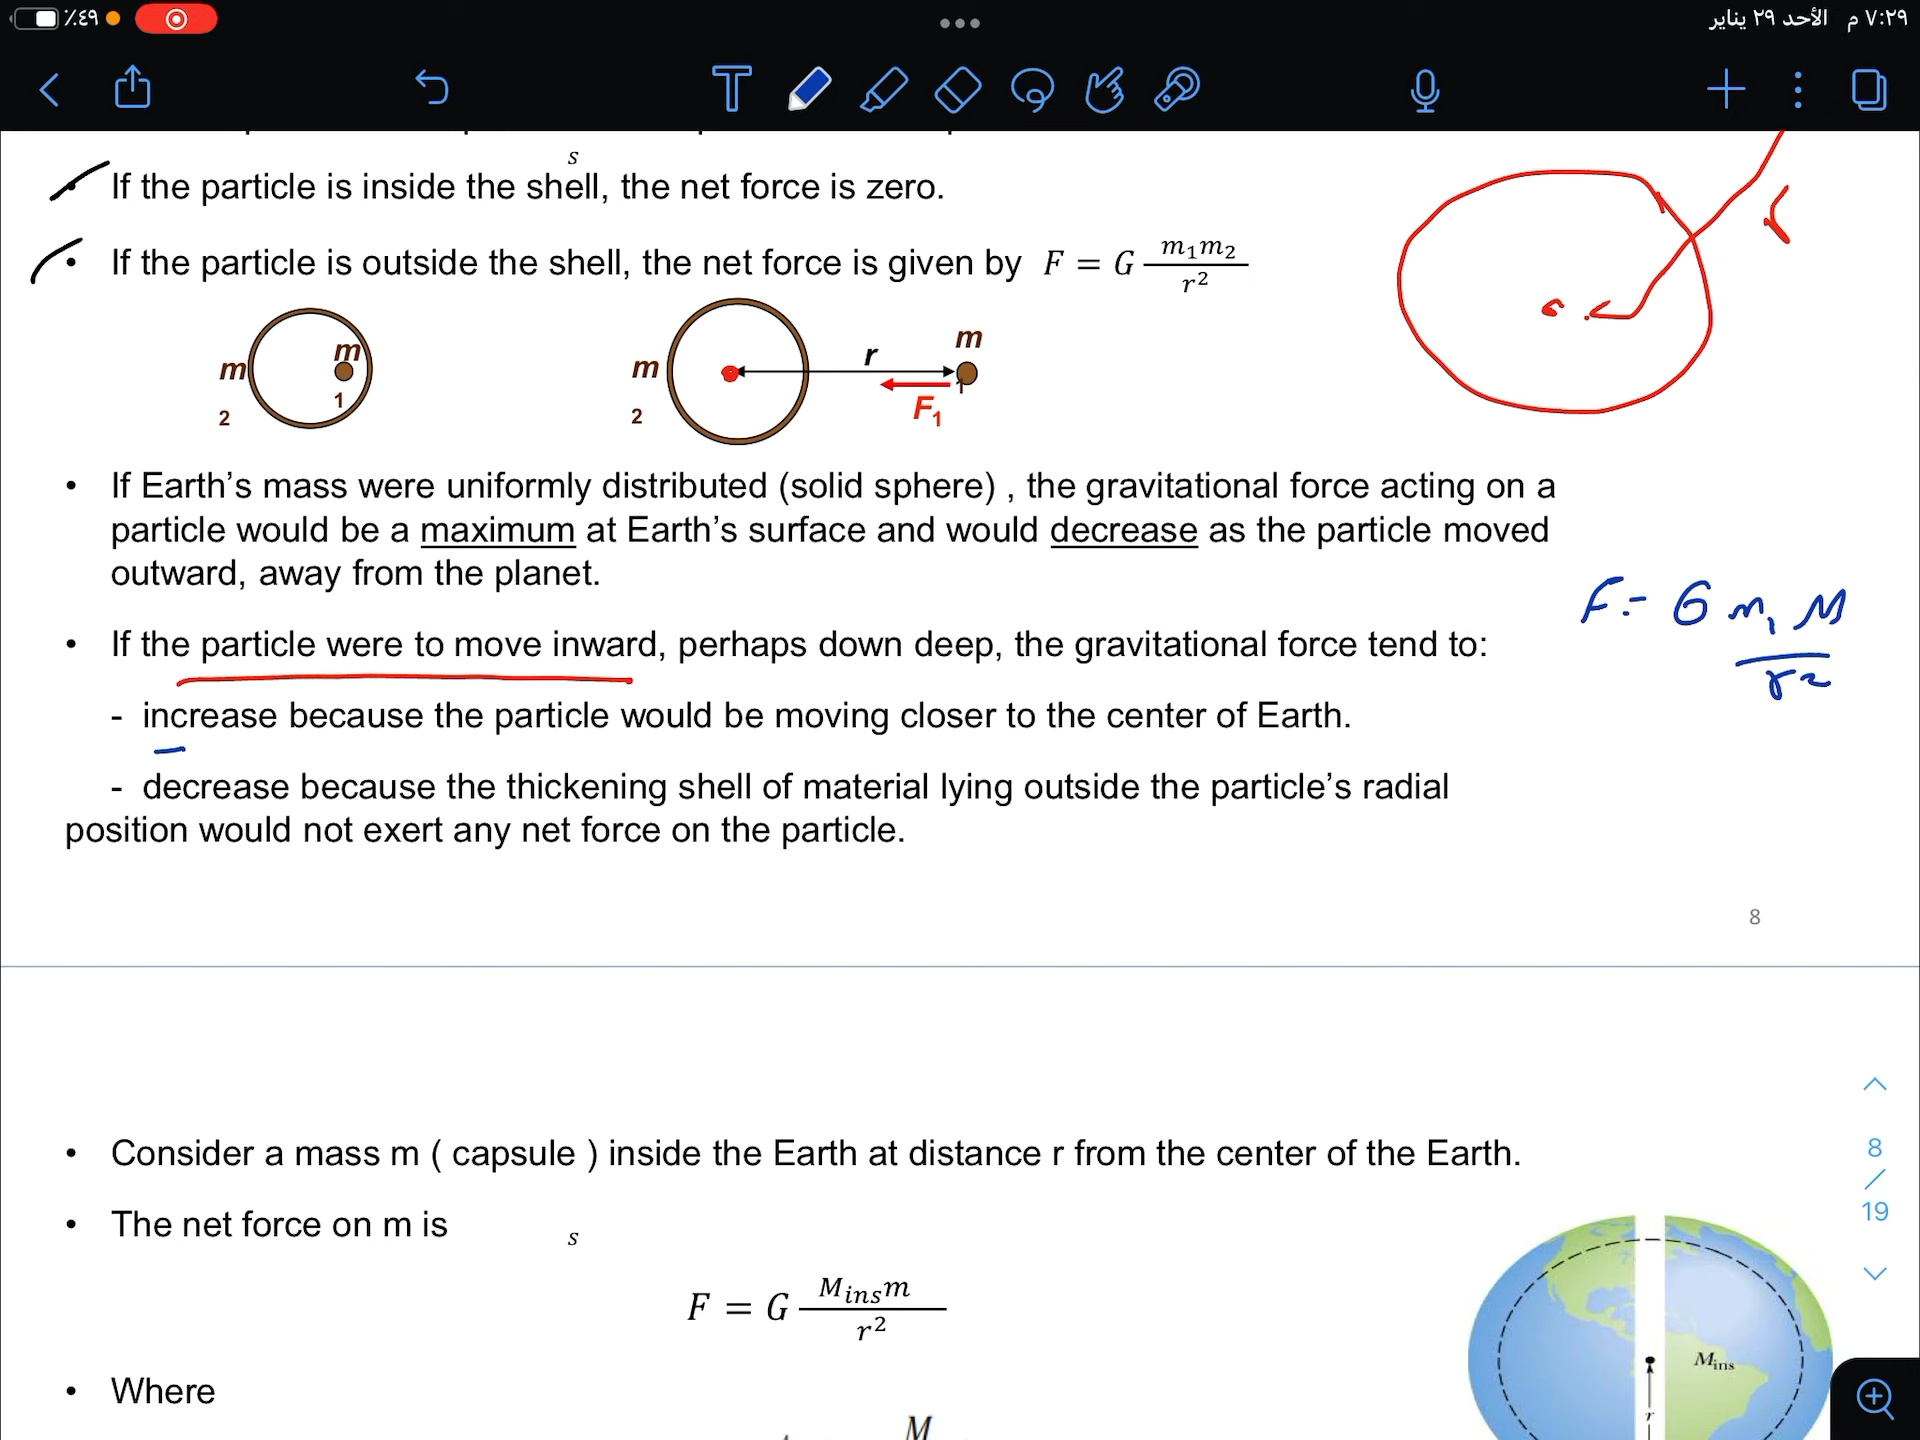 ٪٤٩
٧:٢٩ م الأحد ٢٩ يناير
s
• If the particle is inside the shell, the net force is zero.
• If the particle is outside the shell, the net force is given by F = G m₁m₂ / r²
r
m
2
m
1
m
2
r
m
1
F₁
• If Earth’s mass were uniformly distributed (solid sphere) , the gravitational force acting on a
particle would be a maximum at Earth’s surface and would decrease as the particle moved
outward, away from the planet.
F = G m₁ M / r²
• If the particle were to move inward, perhaps down deep, the gravitational force tend to:
- increase because the particle would be moving closer to the center of Earth.
- decrease because the thickening shell of material lying outside the particle’s radial
position would not exert any net force on the particle.
8
• Consider a mass m ( capsule ) inside the Earth at distance r from the center of the Earth.
• The net force on m is
s
F = G M_ins m / r²
• Where
M
M_ins
r
8
/
19